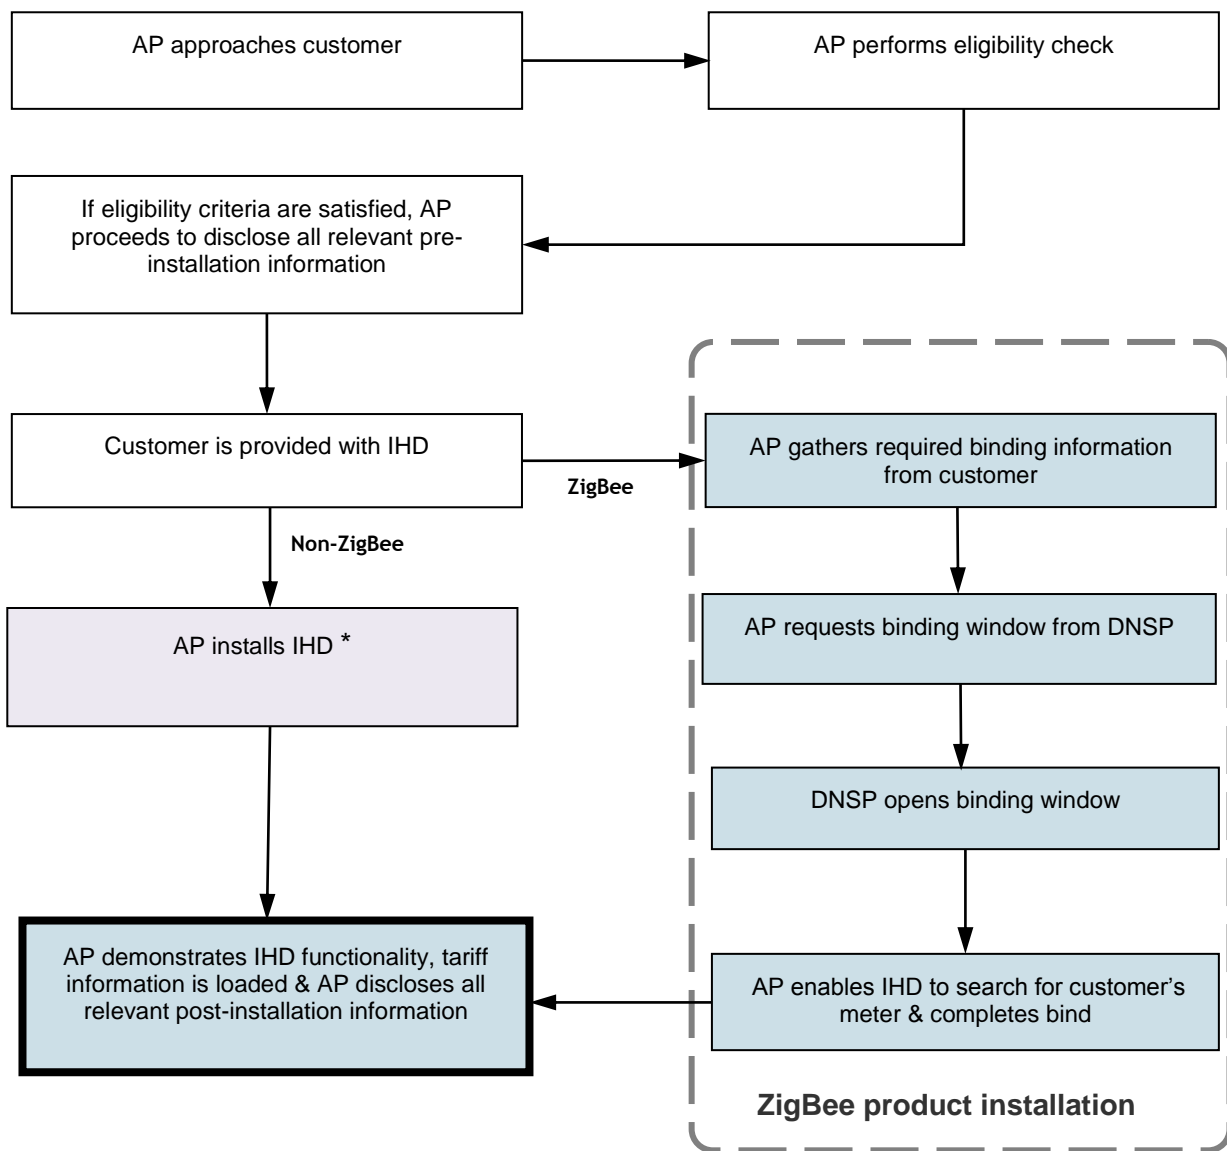 AP approaches customer
AP performs eligibility check
If eligibility criteria are satisfied, AP
proceeds to disclose all relevant pre-
installation information
Customer is provided with IHD
ZigBee
Non-ZigBee
AP gathers required binding information
from customer
AP installs IHD *
AP requests binding window from DNSP
DNSP opens binding window
AP demonstrates IHD functionality, tariff
information is loaded & AP discloses all
relevant post-installation information
AP enables IHD to search for customer’s
meter & completes bind
ZigBee product installation